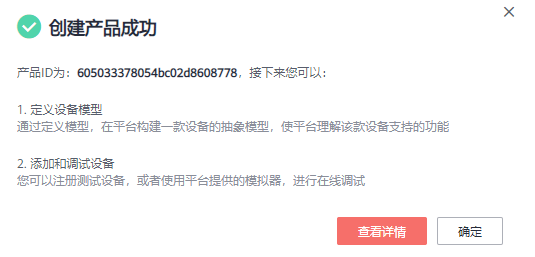 创建产品成功
产品ID为：605033378054bc02d8608778，接下来您可以：
1. 定义设备模型
通过定义模型，在平台构建一款设备的抽象模型，使平台理解该款设备支持的功能
2. 添加和调试设备
您可以注册测试设备，或者使用平台提供的模拟器，进行在线调试
查看详情 确定